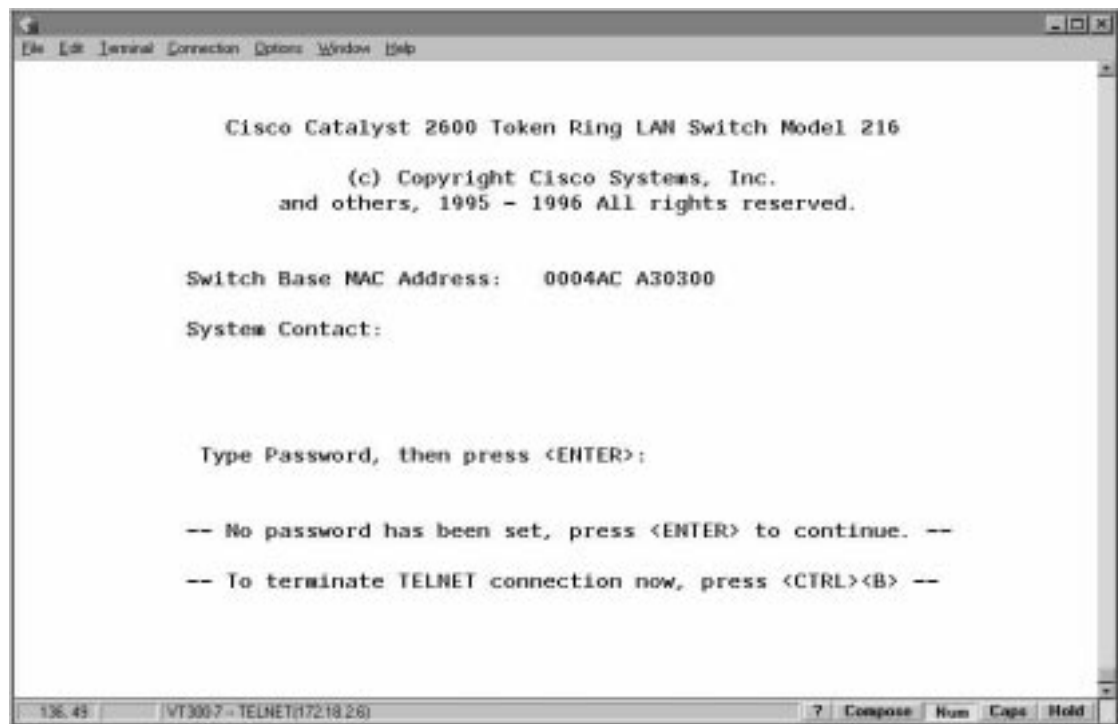 File Edit Terminal Connection Options Window Help
Cisco Catalyst 2600 Token Ring LAN Switch Model 216
(c) Copyright Cisco Systems, Inc.
and others, 1995 - 1996 All rights reserved.
Switch Base MAC Address: 0004AC A30300
System Contact:
Type Password, then press <ENTER>:
-- No password has been set, press <ENTER> to continue. --
-- To terminate TELNET connection now, press <CTRL><B> --
136, 49 VT300-7 -- TELNET(172.18.2.6) ? Compose Num Caps Hold